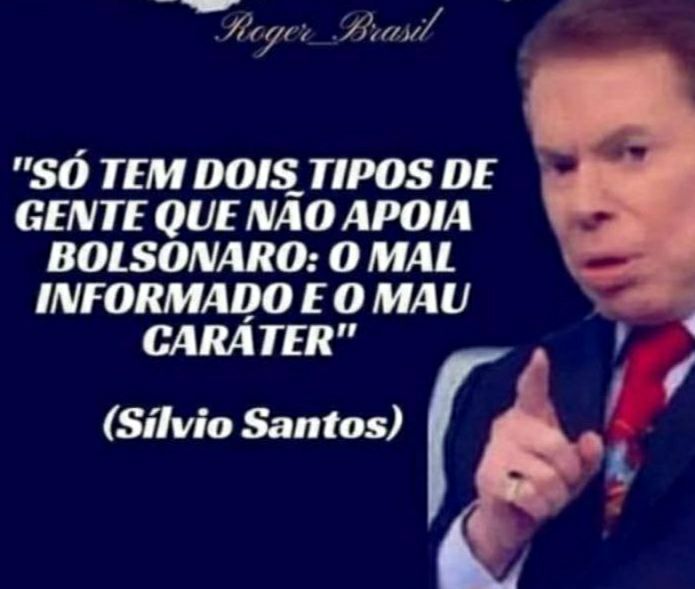 Roger_Brasil
"SÓ TEM DOIS TIPOS DE
GENTE QUE NÃO APOIA
BOLSONARO: O MAL
INFORMADO E O MAU
CARÁTER"
(Sílvio Santos)